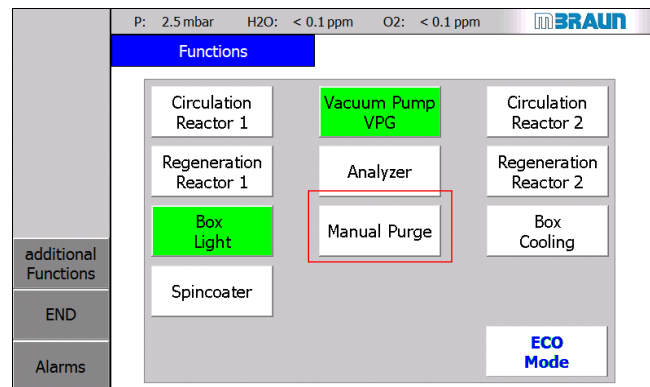 P: 2.5 mbar H2O: < 0.1 ppm O2: < 0.1 ppm MBRAUN
Functions
Circulation
Reactor 1
Vacuum Pump
VPG
Circulation
Reactor 2
Regeneration
Reactor 1
Analyzer
Regeneration
Reactor 2
Box
Light
Manual Purge
Box
Cooling
Spincoater
ECO
Mode
additional
Functions
END
Alarms